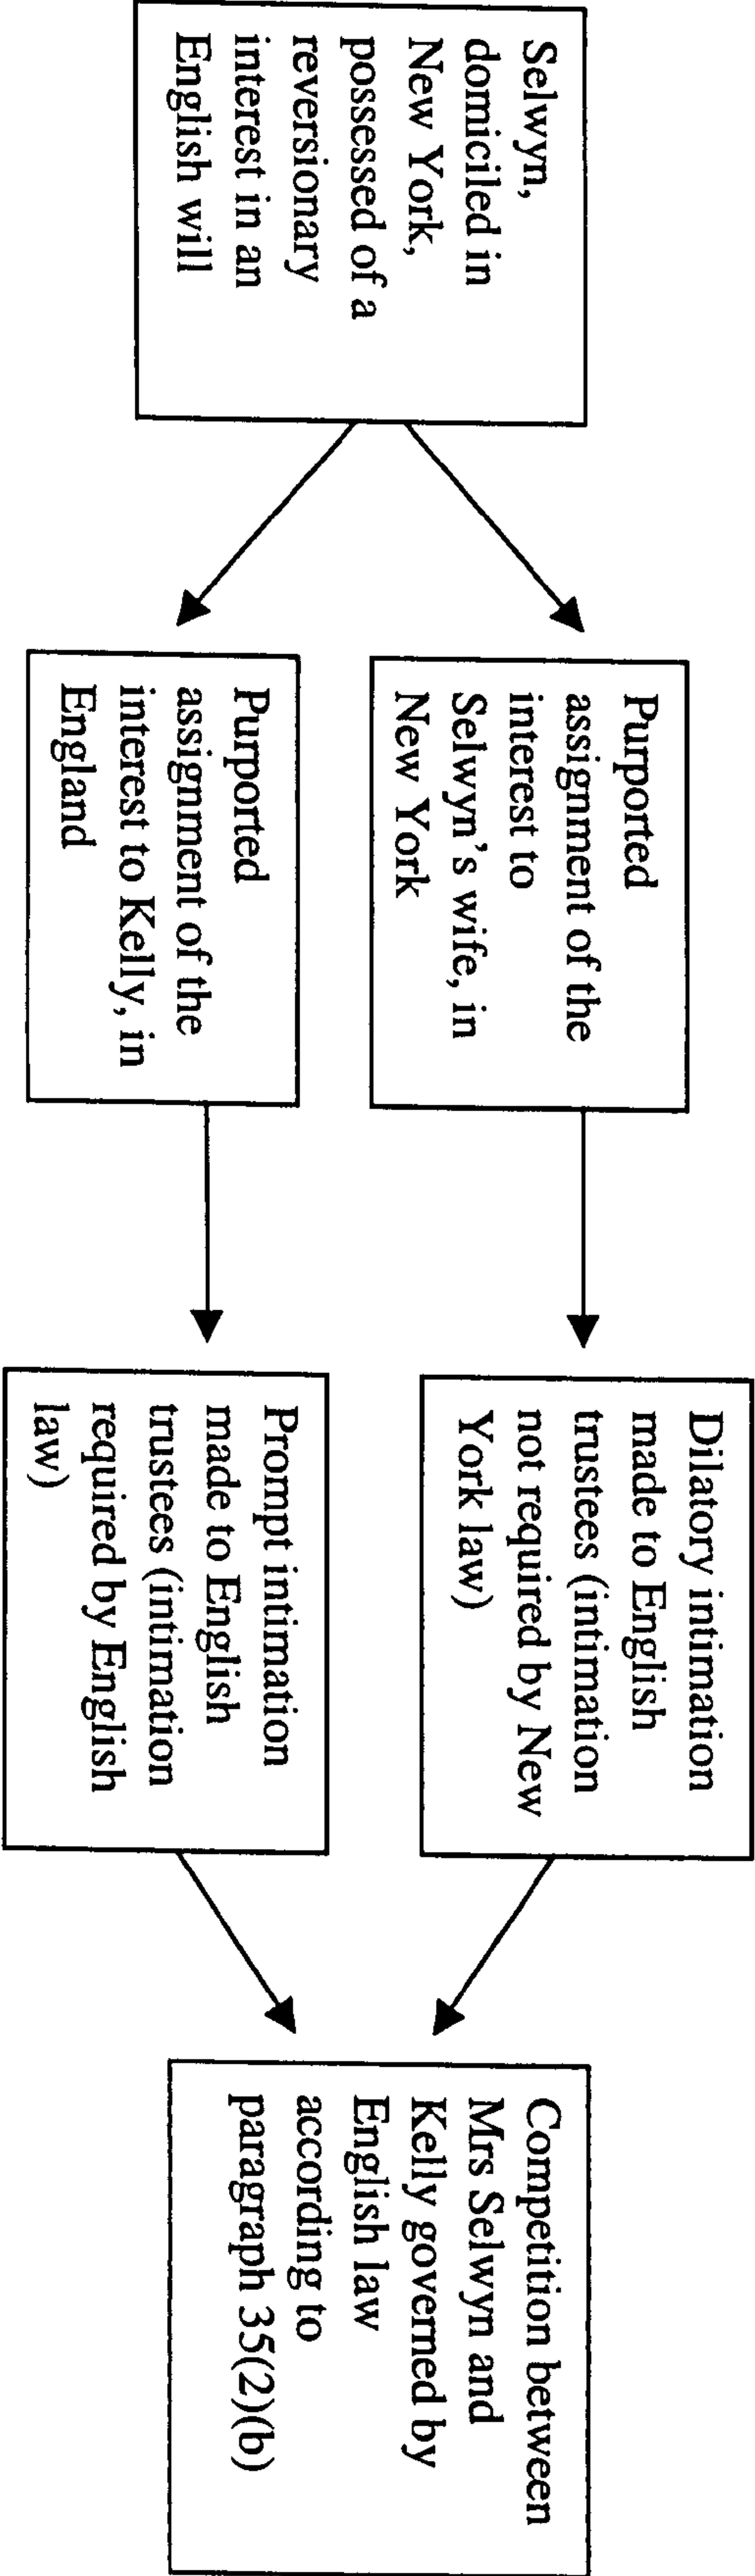 Selwyn,
domiciled in
New York,
possessed of a
reversionary
interest in an
English will
Purported
assignment of the
interest to
Selwyn's wife, in
New York
Purported
assignment of the
interest to Kelly, in
England
Dilatory intimation
made to English
trustees (intimation
not required by New
York law)
Prompt intimation
made to English
trustees (intimation
required by English
law)
Competition between
Mrs Selwyn and
Kelly governed by
English law
according to
paragraph 35(2)(b)